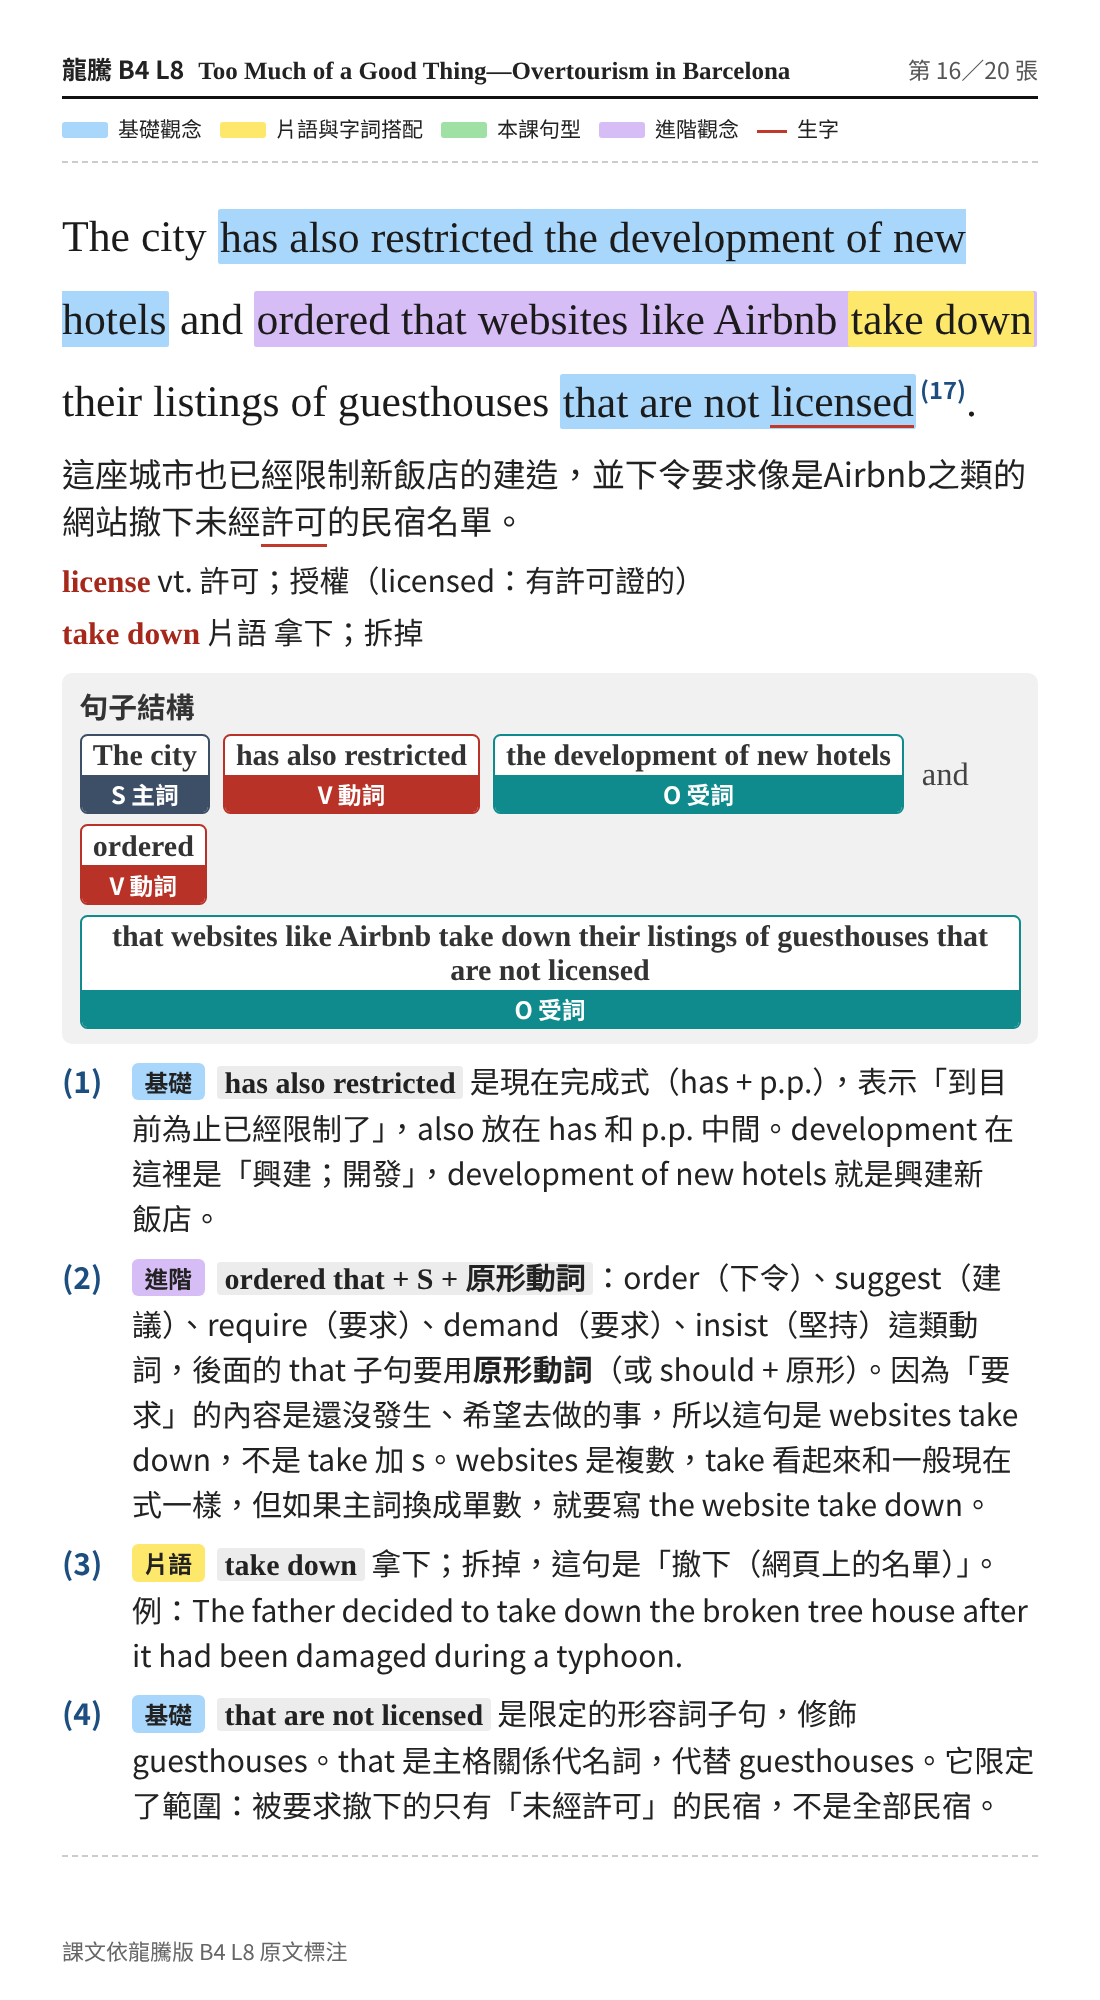 龍騰 B4 L8 Too Much of a Good Thing—Overtourism in Barcelona 第 16／20 張
基礎觀念 片語與字詞搭配 本課句型 進階觀念 生字
The city has also restricted the development of new
hotels and ordered that websites like Airbnb take down
their listings of guesthouses that are not licensed(17).
這座城市也已經限制新飯店的建造，並下令要求像是Airbnb之類的
網站撤下未經許可的民宿名單。
license vt. 許可；授權（licensed：有許可證的）
take down 片語 拿下；拆掉
句子結構
The city has also restricted the development of new hotels and
S 主詞 V 動詞 O 受詞
ordered
V 動詞
that websites like Airbnb take down their listings of guesthouses that
are not licensed
O 受詞
(1) 基礎 has also restricted 是現在完成式（has + p.p.），表示「到目
前為止已經限制了」，also 放在 has 和 p.p. 中間。development 在
這裡是「興建；開發」，development of new hotels 就是興建新
飯店。
(2) 進階 ordered that + S + 原形動詞：order（下令）、suggest（建
議）、require（要求）、demand（要求）、insist（堅持）這類動
詞，後面的 that 子句要用原形動詞（或 should + 原形）。因為「要
求」的內容是還沒發生、希望去做的事，所以這句是 websites take
down，不是 take 加 s。websites 是複數，take 看起來和一般現在
式一樣，但如果主詞換成單數，就要寫 the website take down。
(3) 片語 take down 拿下；拆掉，這句是「撤下（網頁上的名單）」。
例：The father decided to take down the broken tree house after
it had been damaged during a typhoon.
(4) 基礎 that are not licensed 是限定的形容詞子句，修飾
guesthouses。that 是主格關係代名詞，代替 guesthouses。它限定
了範圍：被要求撤下的只有「未經許可」的民宿，不是全部民宿。
課文依龍騰版 B4 L8 原文標注